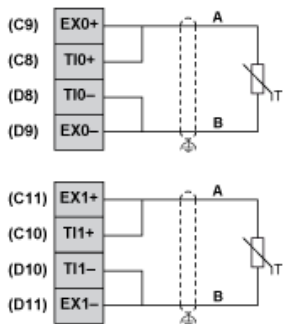 (C9) EX0+ A
(C8) TI0+
(D8) TI0–
(D9) EX0– B
T
(C11) EX1+ A
(C10) TI1+
(D10) TI1–
(D11) EX1– B
T